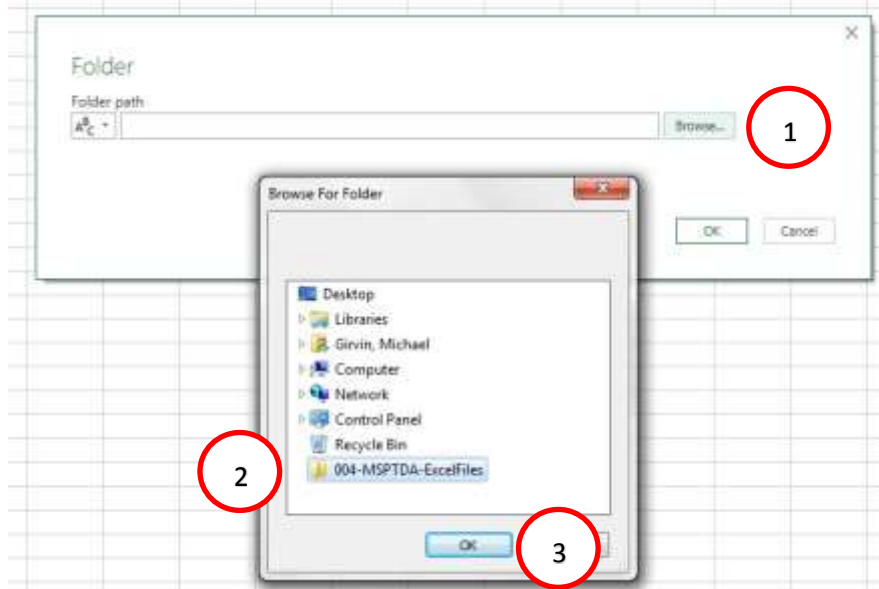 Folder
Folder path
ABC
Browse...
1
Browse For Folder
OK
Cancel
Desktop
Libraries
Girvin, Michael
Computer
Network
Control Panel
Recycle Bin
004-MSPTDA-ExcelFiles
2
OK
3